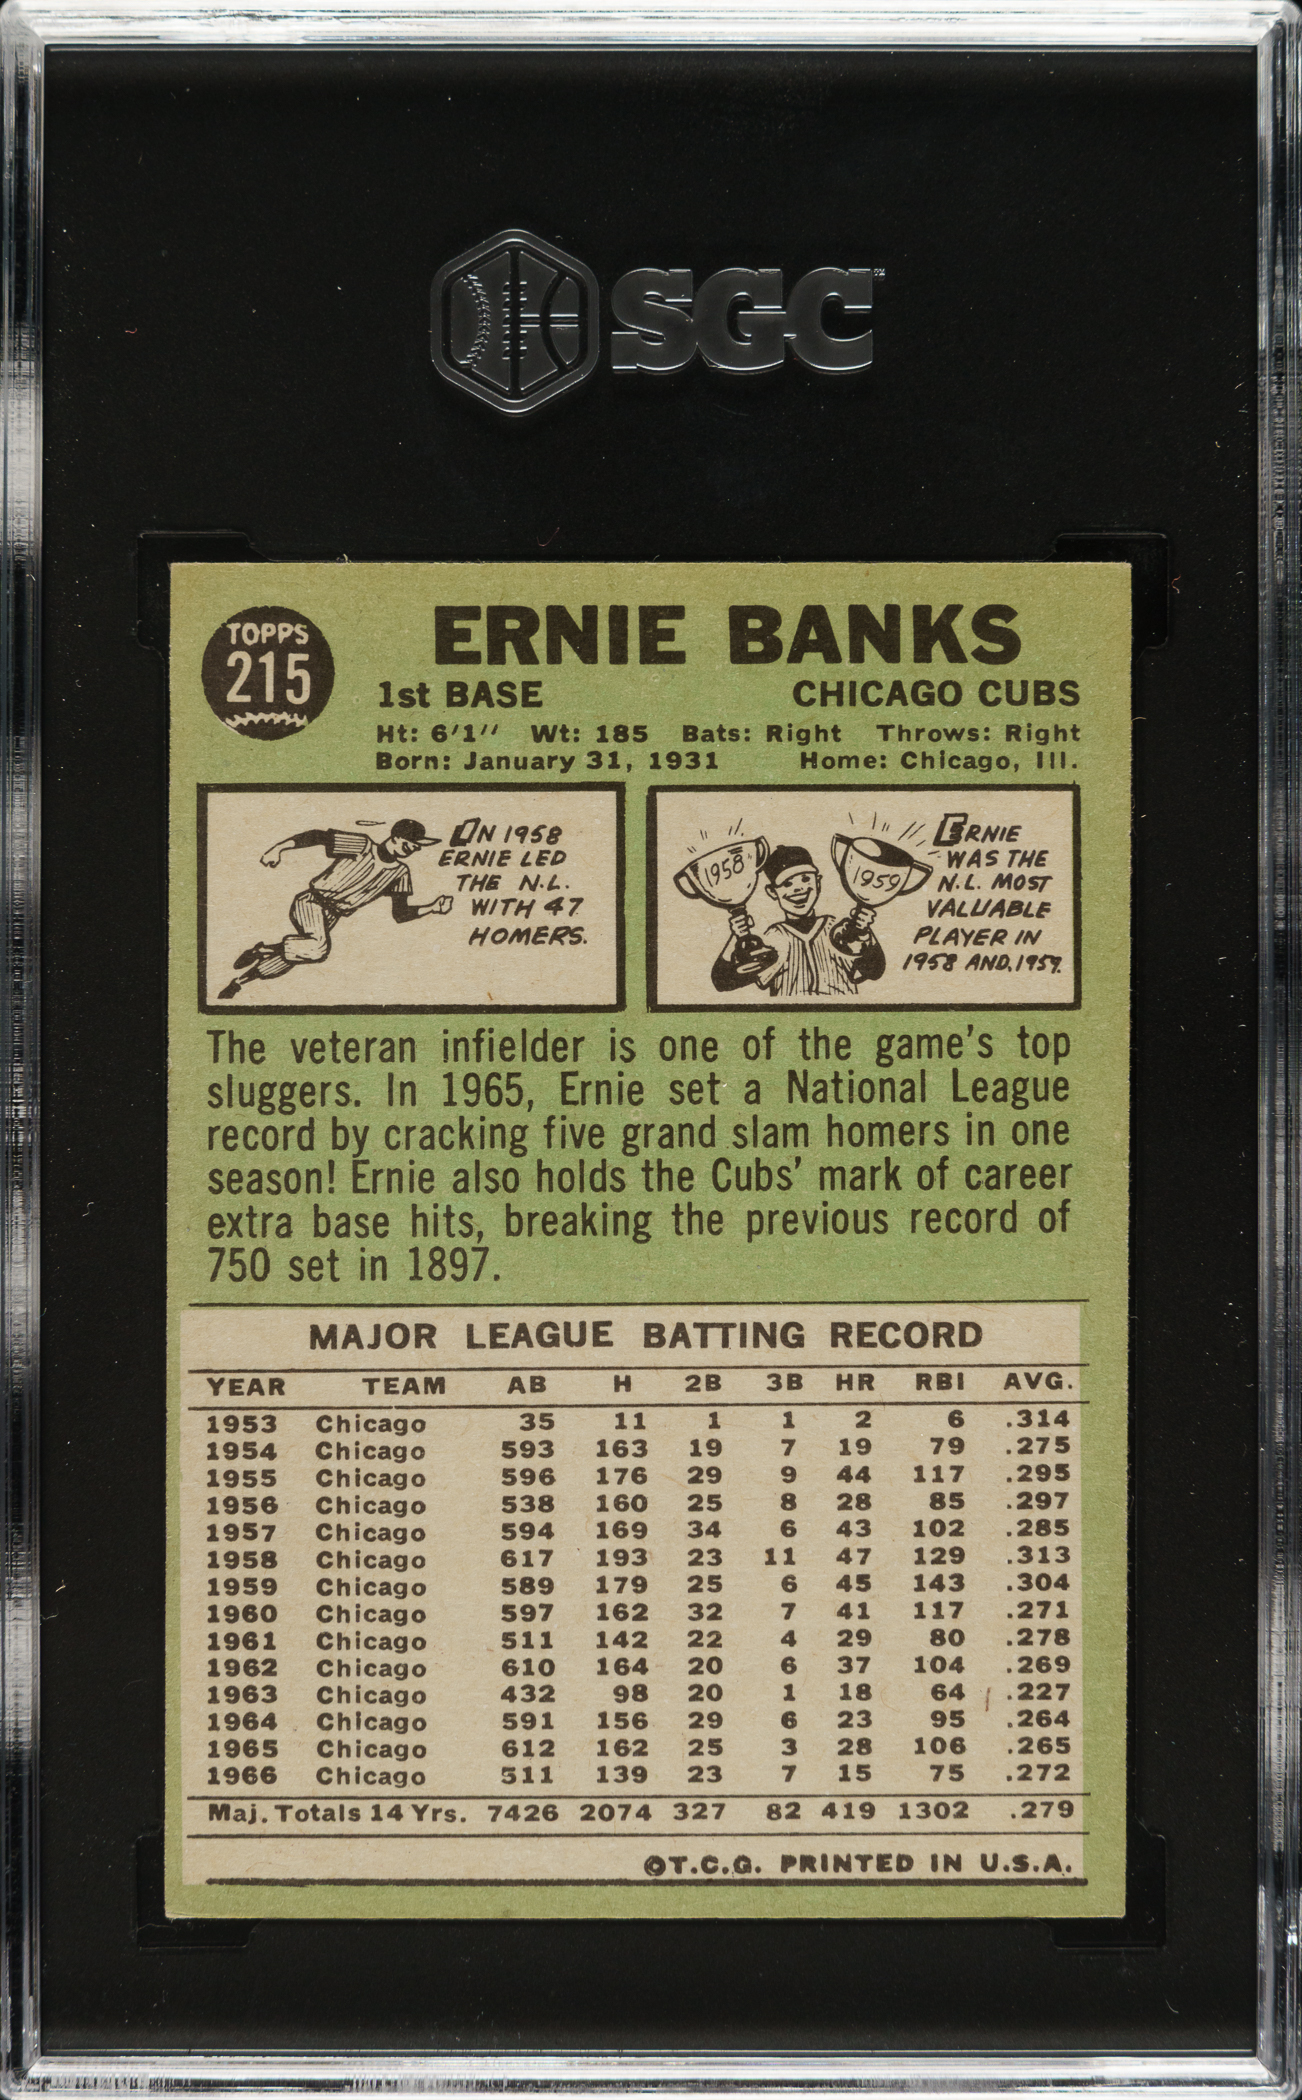 SGC
TOPPS
215
ERNIE BANKS
1st BASE CHICAGO CUBS
Ht: 6'1" Wt: 185 Bats: Right Throws: Right
Born: January 31, 1931 Home: Chicago, Ill.
IN 1958
ERNIE LED
THE N.L.
WITH 47
HOMERS.
1958
1959
ERNIE
WAS THE
N.L. MOST
VALUABLE
PLAYER IN
1958 AND 1959.
The veteran infielder is one of the game's top
sluggers. In 1965, Ernie set a National League
record by cracking five grand slam homers in one
season! Ernie also holds the Cubs' mark of career
extra base hits, breaking the previous record of
750 set in 1897.
MAJOR LEAGUE BATTING RECORD
YEAR TEAM AB H 2B 3B HR RBI AVG.
1953 Chicago 35 11 1 1 2 6 .314
1954 Chicago 593 163 19 7 19 79 .275
1955 Chicago 596 176 29 9 44 117 .295
1956 Chicago 538 160 25 8 28 85 .297
1957 Chicago 594 169 34 6 43 102 .285
1958 Chicago 617 193 23 11 47 129 .313
1959 Chicago 589 179 25 6 45 143 .304
1960 Chicago 597 162 32 7 41 117 .271
1961 Chicago 511 142 22 4 29 80 .278
1962 Chicago 610 164 20 6 37 104 .269
1963 Chicago 432 98 20 1 18 64 .227
1964 Chicago 591 156 29 6 23 95 .264
1965 Chicago 612 162 25 3 28 106 .265
1966 Chicago 511 139 23 7 15 75 .272
Maj. Totals 14 Yrs. 7426 2074 327 82 419 1302 .279
©T.C.G. PRINTED IN U.S.A.